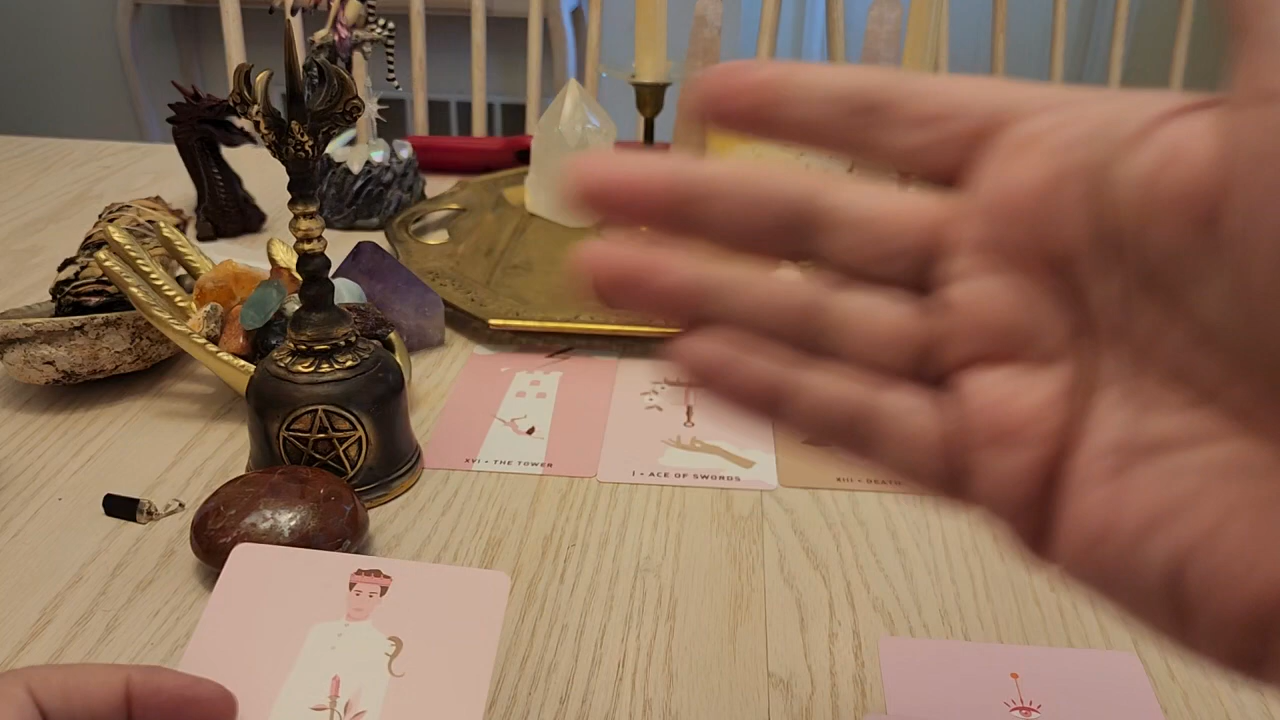 XVI • THE TOWER
I • ACE OF SWORDS
XIII • DEATH